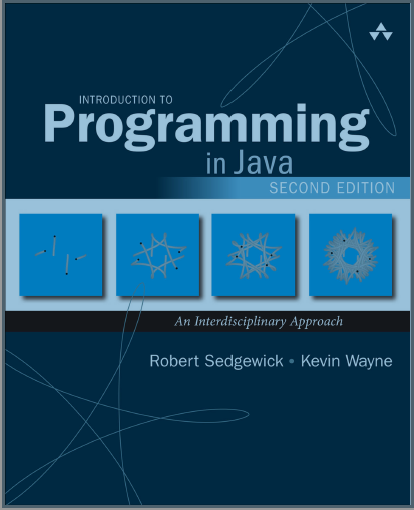 INTRODUCTION TO
Programming
in Java
SECOND EDITION
An Interdisciplinary Approach
Robert Sedgewick • Kevin Wayne